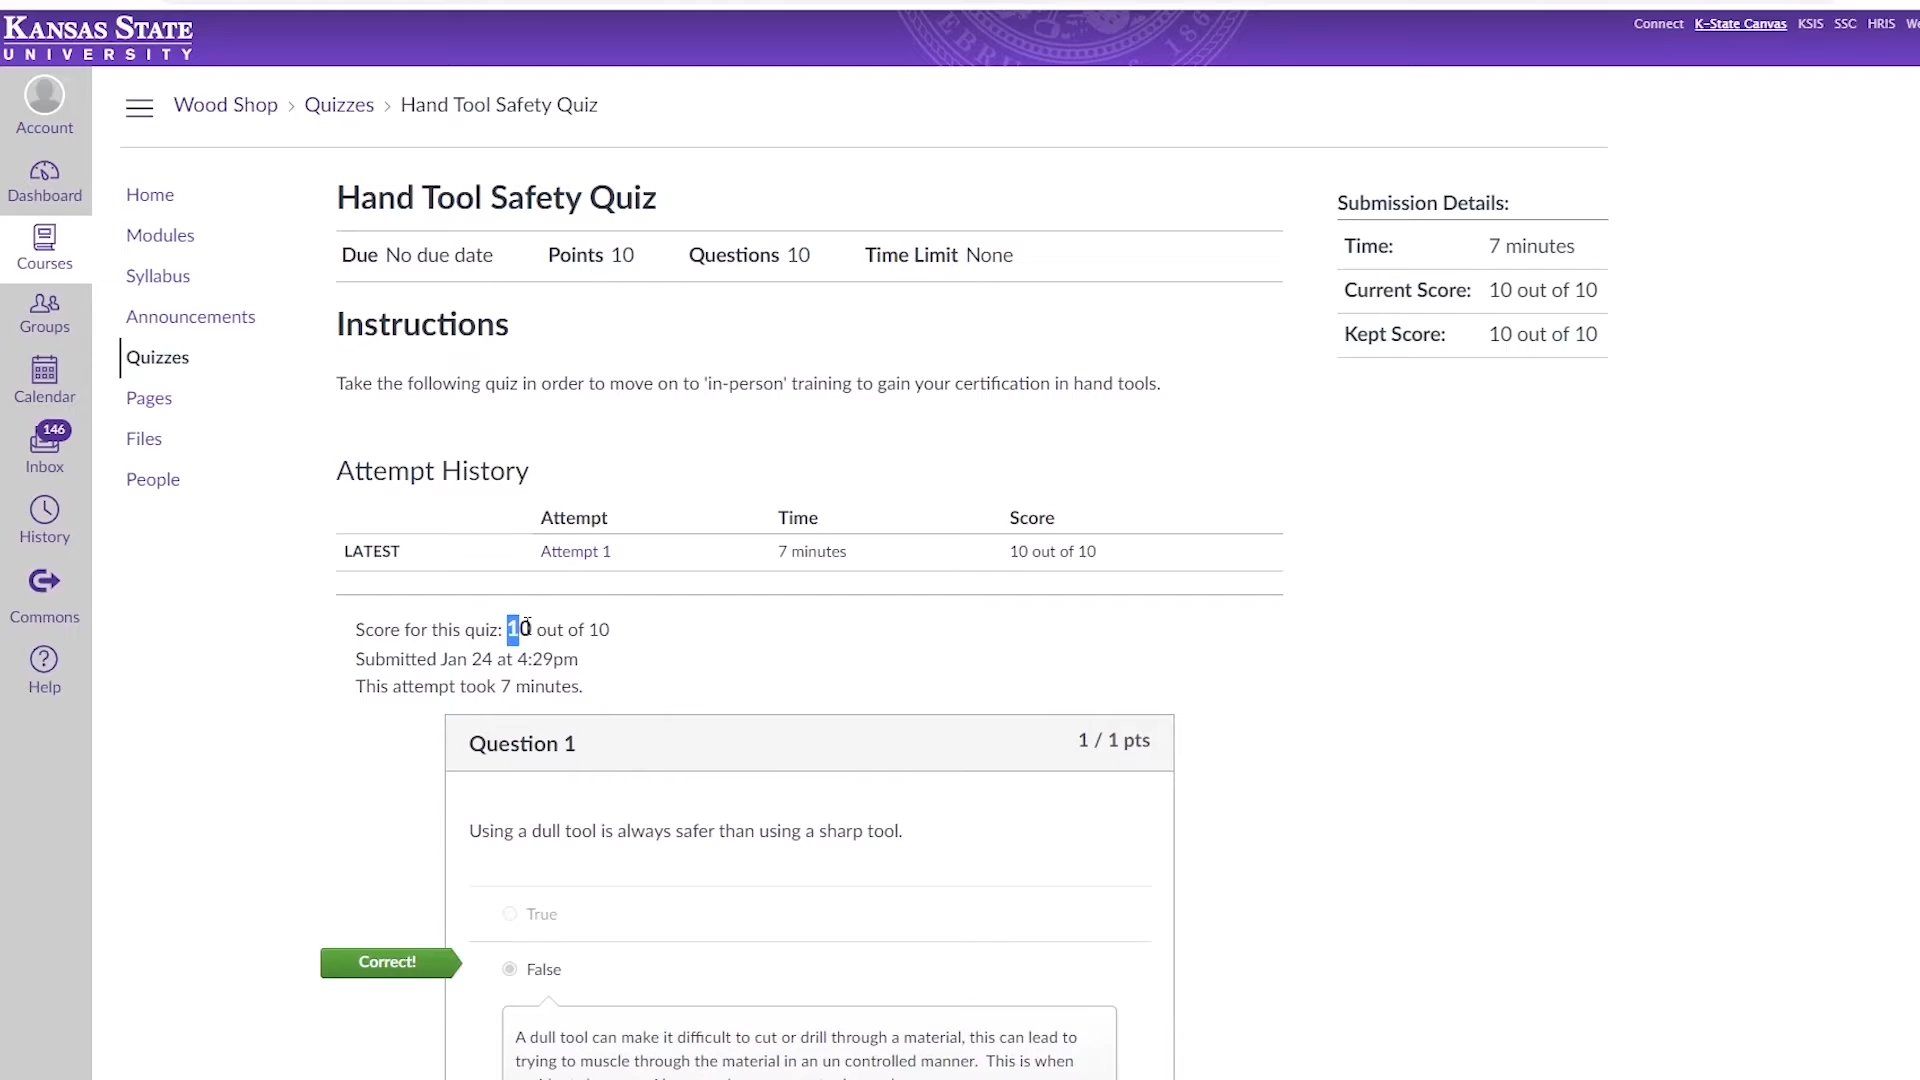 KANSAS STATE
UNIVERSITY
Connect K-State Canvas KSIS SSC HRIS
Account
Dashboard
Courses
Groups
Calendar
146
Inbox
History
Commons
Help
Wood Shop > Quizzes > Hand Tool Safety Quiz
Home
Modules
Syllabus
Announcements
Quizzes
Pages
Files
People
Hand Tool Safety Quiz
Due No due date Points 10 Questions 10 Time Limit None
Instructions
Take the following quiz in order to move on to 'in-person' training to gain your certification in hand tools.
Attempt History
Attempt Time Score
LATEST Attempt 1 7 minutes 10 out of 10
Score for this quiz: 10 out of 10
Submitted Jan 24 at 4:29pm
This attempt took 7 minutes.
Question 1 1 / 1 pts
Using a dull tool is always safer than using a sharp tool.
True
Correct!
False
A dull tool can make it difficult to cut or drill through a material, this can lead to
trying to muscle through the material in an un controlled manner. This is when
Submission Details:
Time: 7 minutes
Current Score: 10 out of 10
Kept Score: 10 out of 10